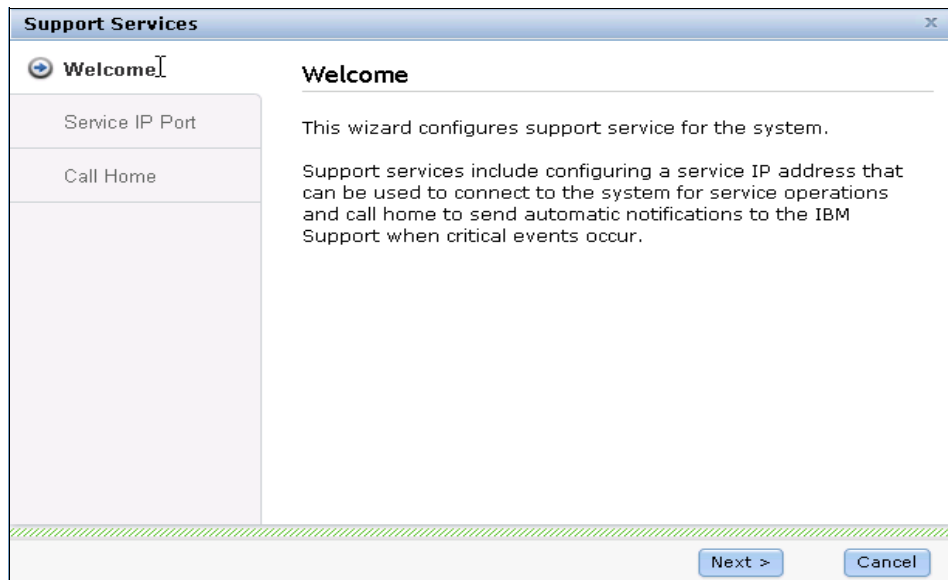 Support Services
x
Welcome
Service IP Port
Call Home
Welcome
This wizard configures support service for the system.
Support services include configuring a service IP address that
can be used to connect to the system for service operations
and call home to send automatic notifications to the IBM
Support when critical events occur.
Next >
Cancel